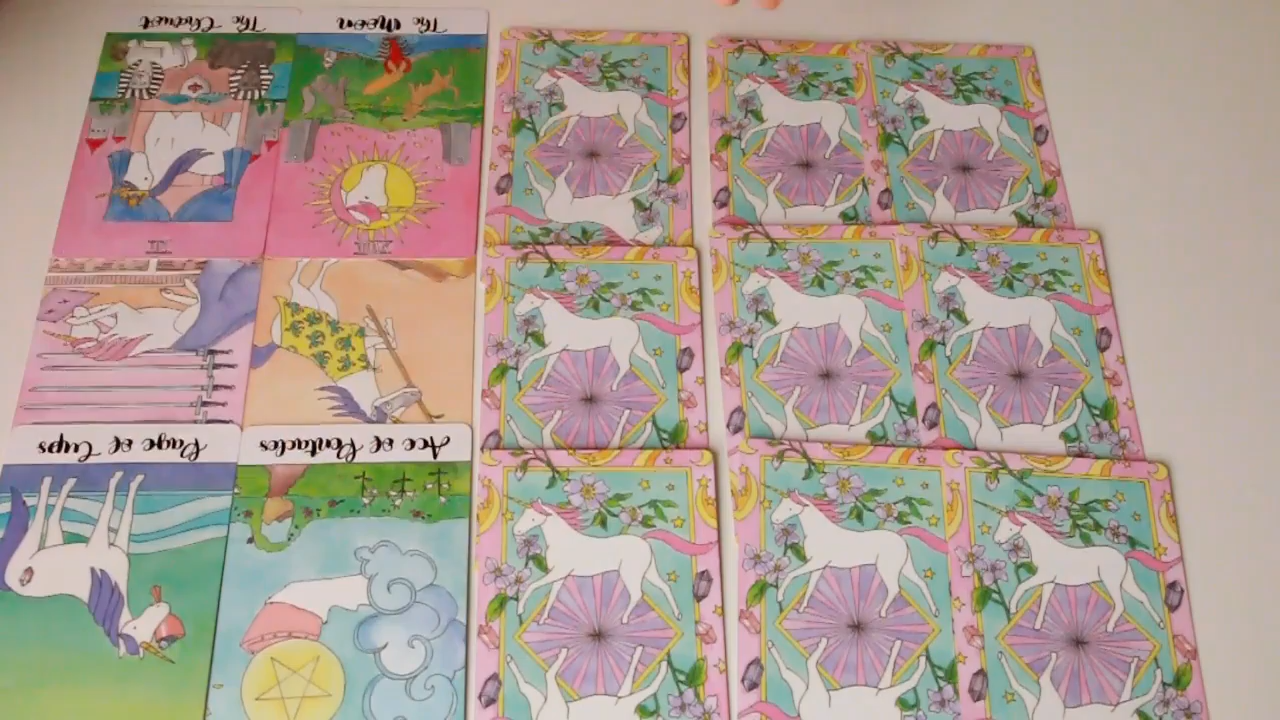 The Chariot
The Moon
Page of Cups
Ace of Pentacles